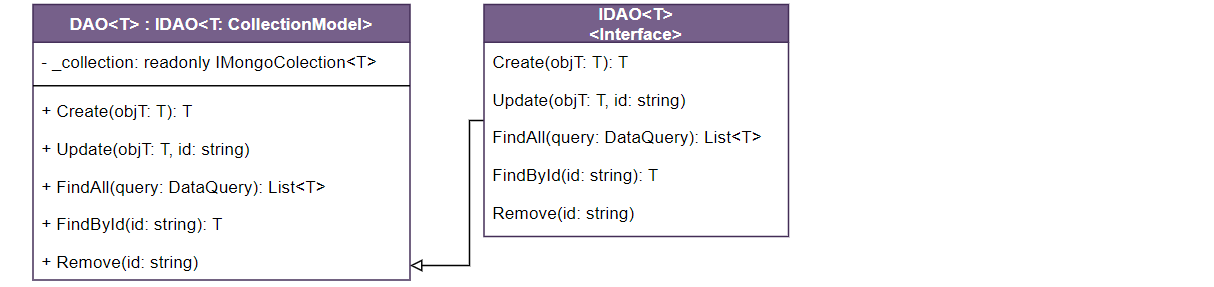 DAO<T> : IDAO<T: CollectionModel>
- _collection: readonly IMongoColection<T>
+ Create(objT: T): T
+ Update(objT: T, id: string)
+ FindAll(query: DataQuery): List<T>
+ FindById(id: string): T
+ Remove(id: string)
IDAO<T>
<Interface>
Create(objT: T): T
Update(objT: T, id: string)
FindAll(query: DataQuery): List<T>
FindById(id: string): T
Remove(id: string)